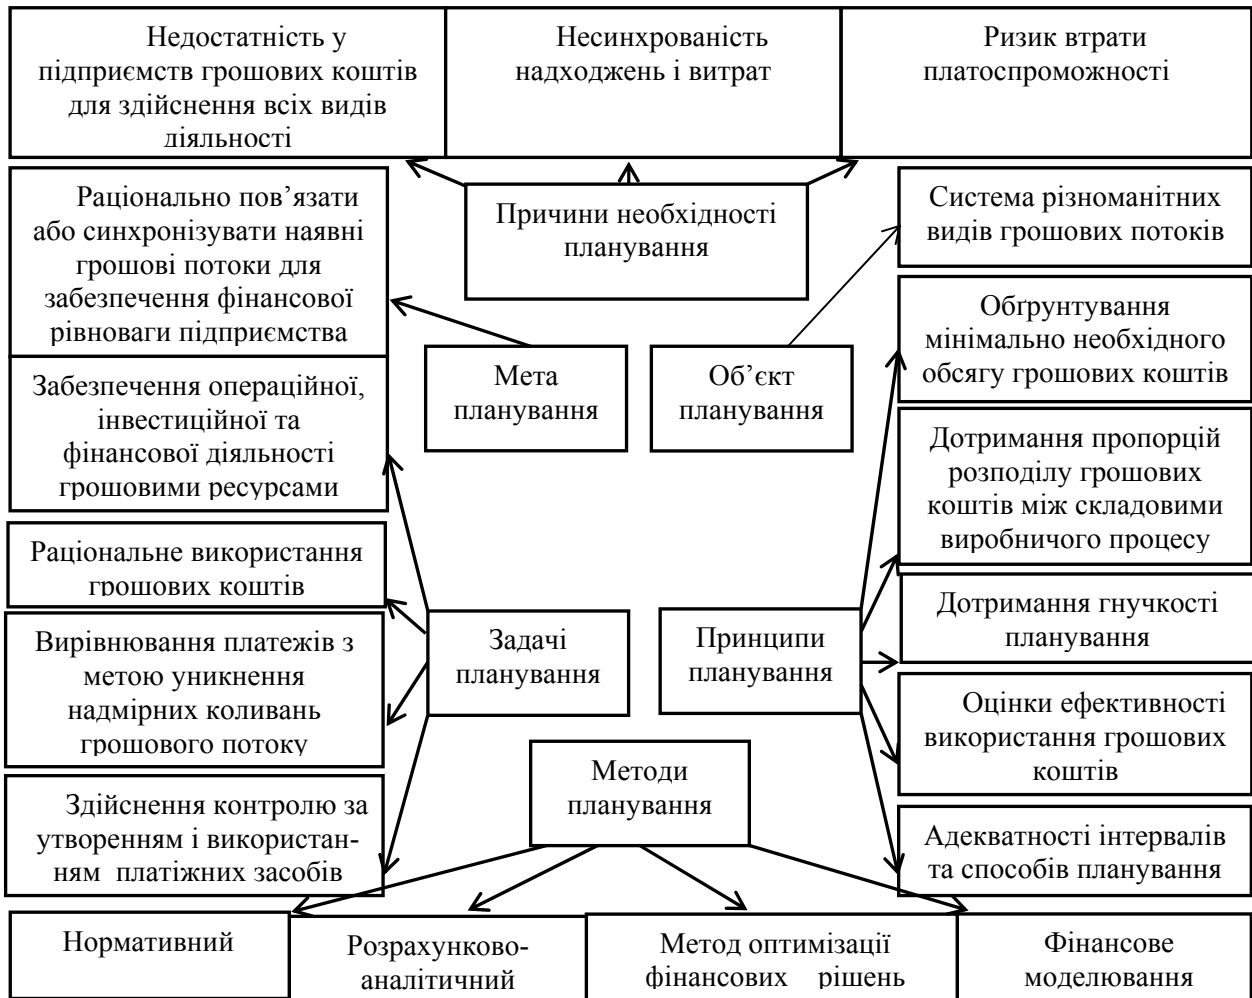 Недостатність у
підприємств грошових коштів
для здійснення всіх видів
діяльності
Несинхрованість
надходжень і витрат
Ризик втрати
платоспроможності
Причини необхідності
планування
Раціонально пов’язати
або синхронізувати наявні
грошові потоки для
забезпечення фінансової
рівноваги підприємства
Мета
планування
Об’єкт
планування
Система різноманітних
видів грошових потоків
Забезпечення операційної,
інвестиційної та
фінансової діяльності
грошовими ресурсами
Раціональне використання
грошових коштів
Вирівнювання платежів з
метою уникнення
надмірних коливань
грошового потоку
Здійснення контролю за
утворенням і використан-
ням платіжних засобів
Задачі
планування
Принципи
планування
Обґрунтування
мінімально необхідного
обсягу грошових коштів
Дотримання пропорцій
розподілу грошових
коштів між складовими
виробничого процесу
Дотримання гнучкості
планування
Оцінки ефективності
використання грошових
коштів
Адекватності інтервалів
та способів планування
Методи
планування
Нормативний
Розрахунково-
аналітичний
Метод оптимізації
фінансових рішень
Фінансове
моделювання